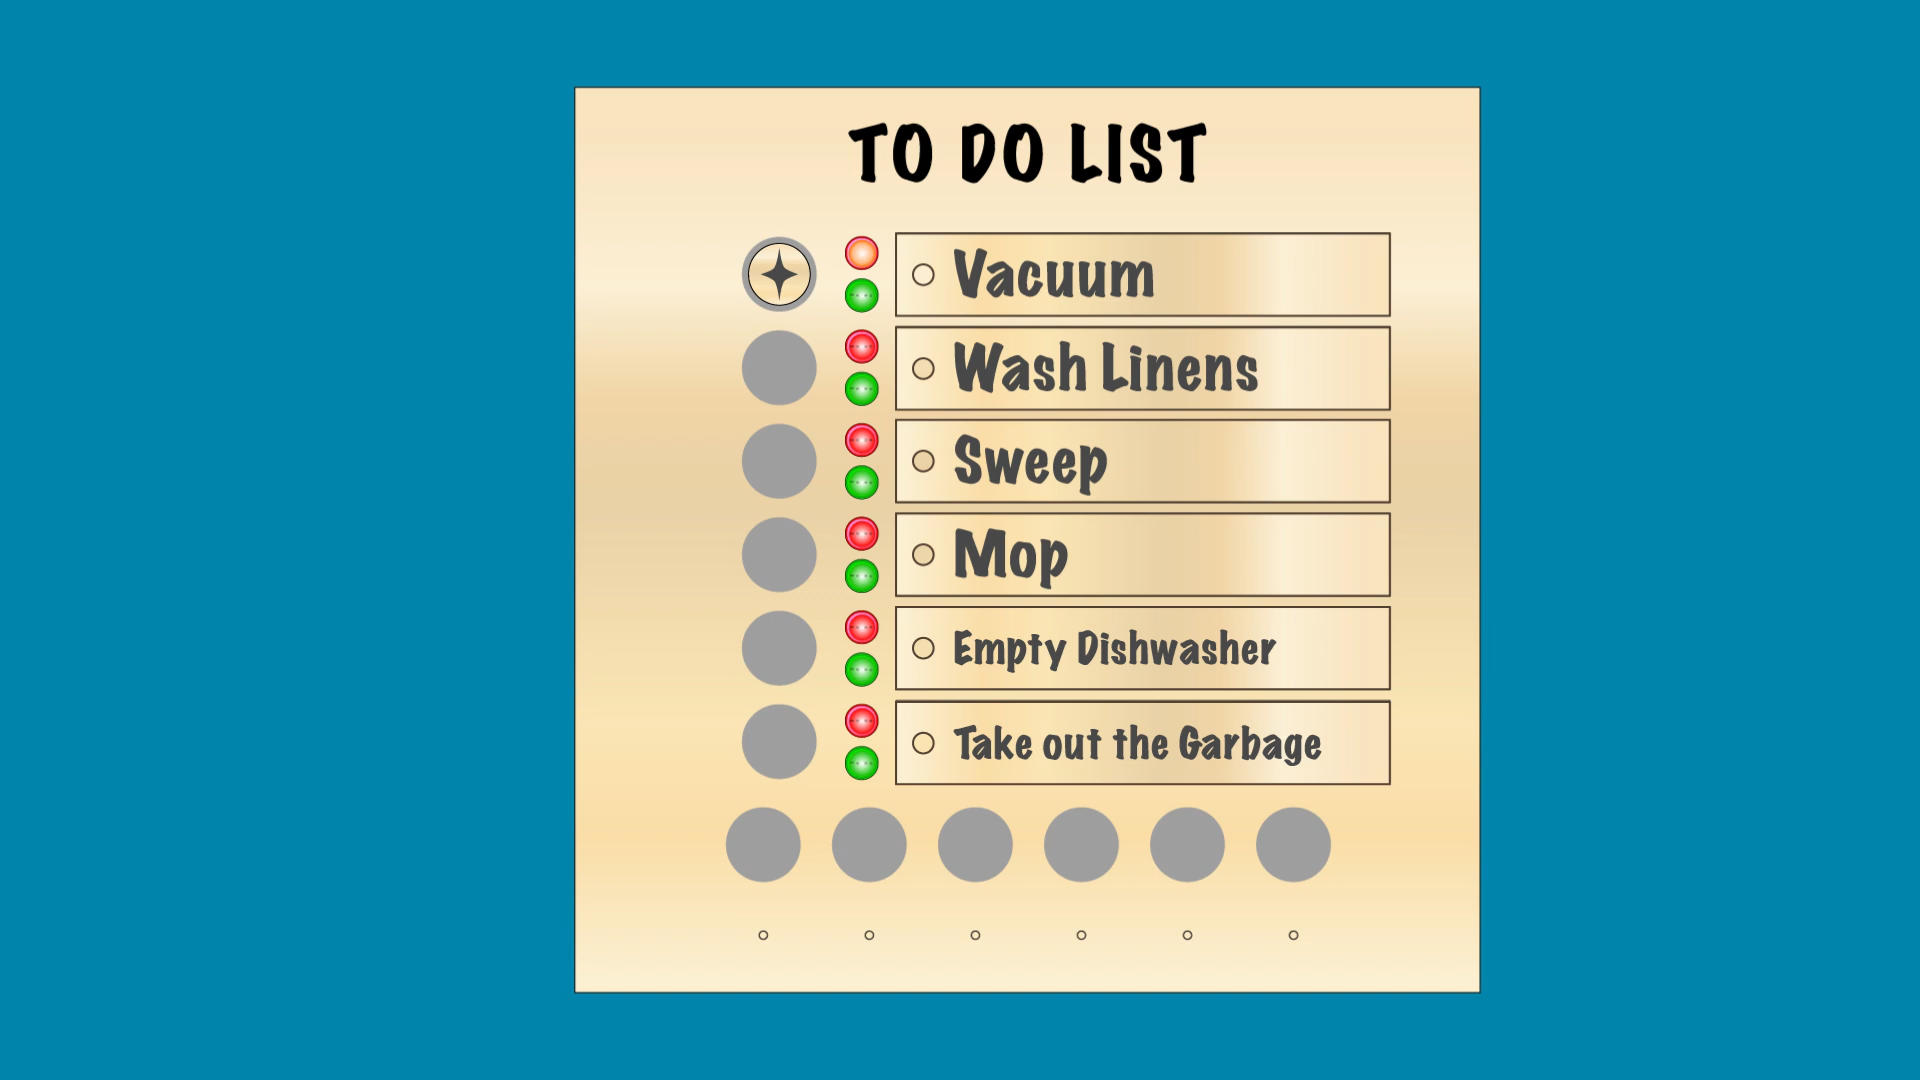 TO DO LIST
Vacuum
Wash Linens
Sweep
Mop
Empty Dishwasher
Take out the Garbage